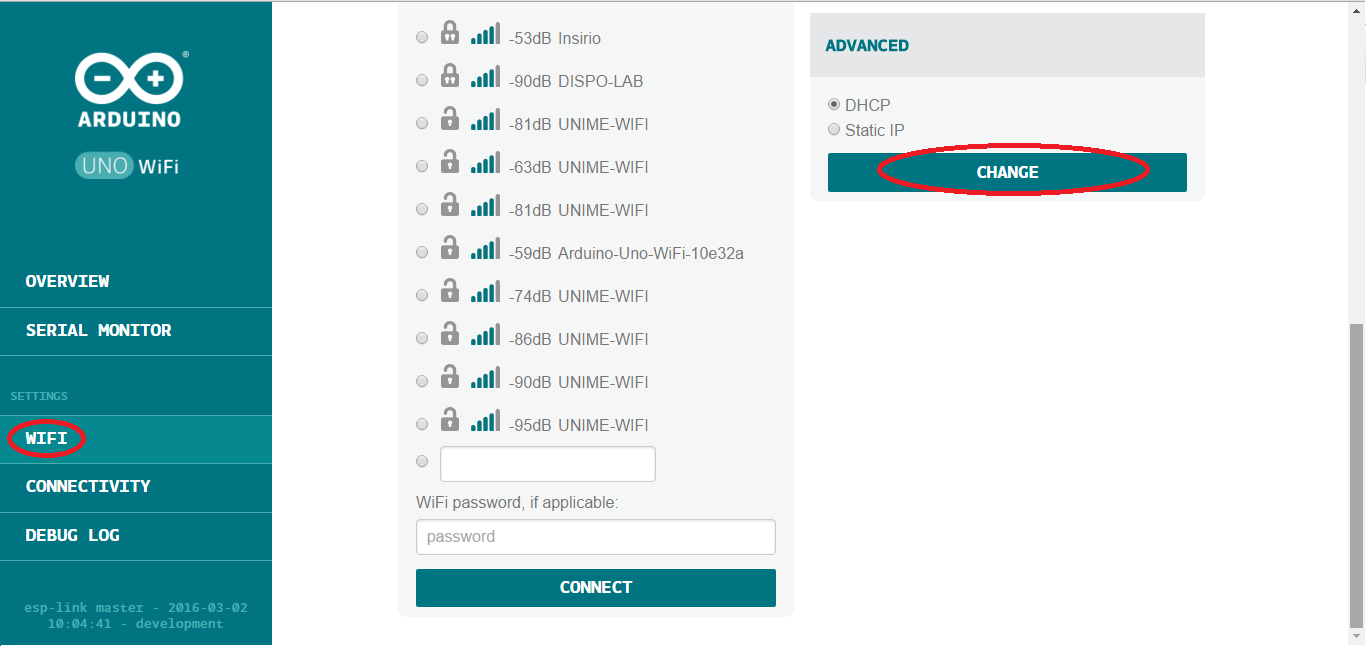 ®
ARDUINO
UNO WiFi
OVERVIEW
SERIAL MONITOR
SETTINGS
WIFI
CONNECTIVITY
DEBUG LOG
esp-link master - 2016-03-02
10:04:41 - development
-53dB Insirio
-90dB DISPO-LAB
-81dB UNIME-WIFI
-63dB UNIME-WIFI
-81dB UNIME-WIFI
-59dB Arduino-Uno-WiFi-10e32a
-74dB UNIME-WIFI
-86dB UNIME-WIFI
-90dB UNIME-WIFI
-95dB UNIME-WIFI
WiFi password, if applicable:
password
CONNECT
ADVANCED
DHCP
Static IP
CHANGE